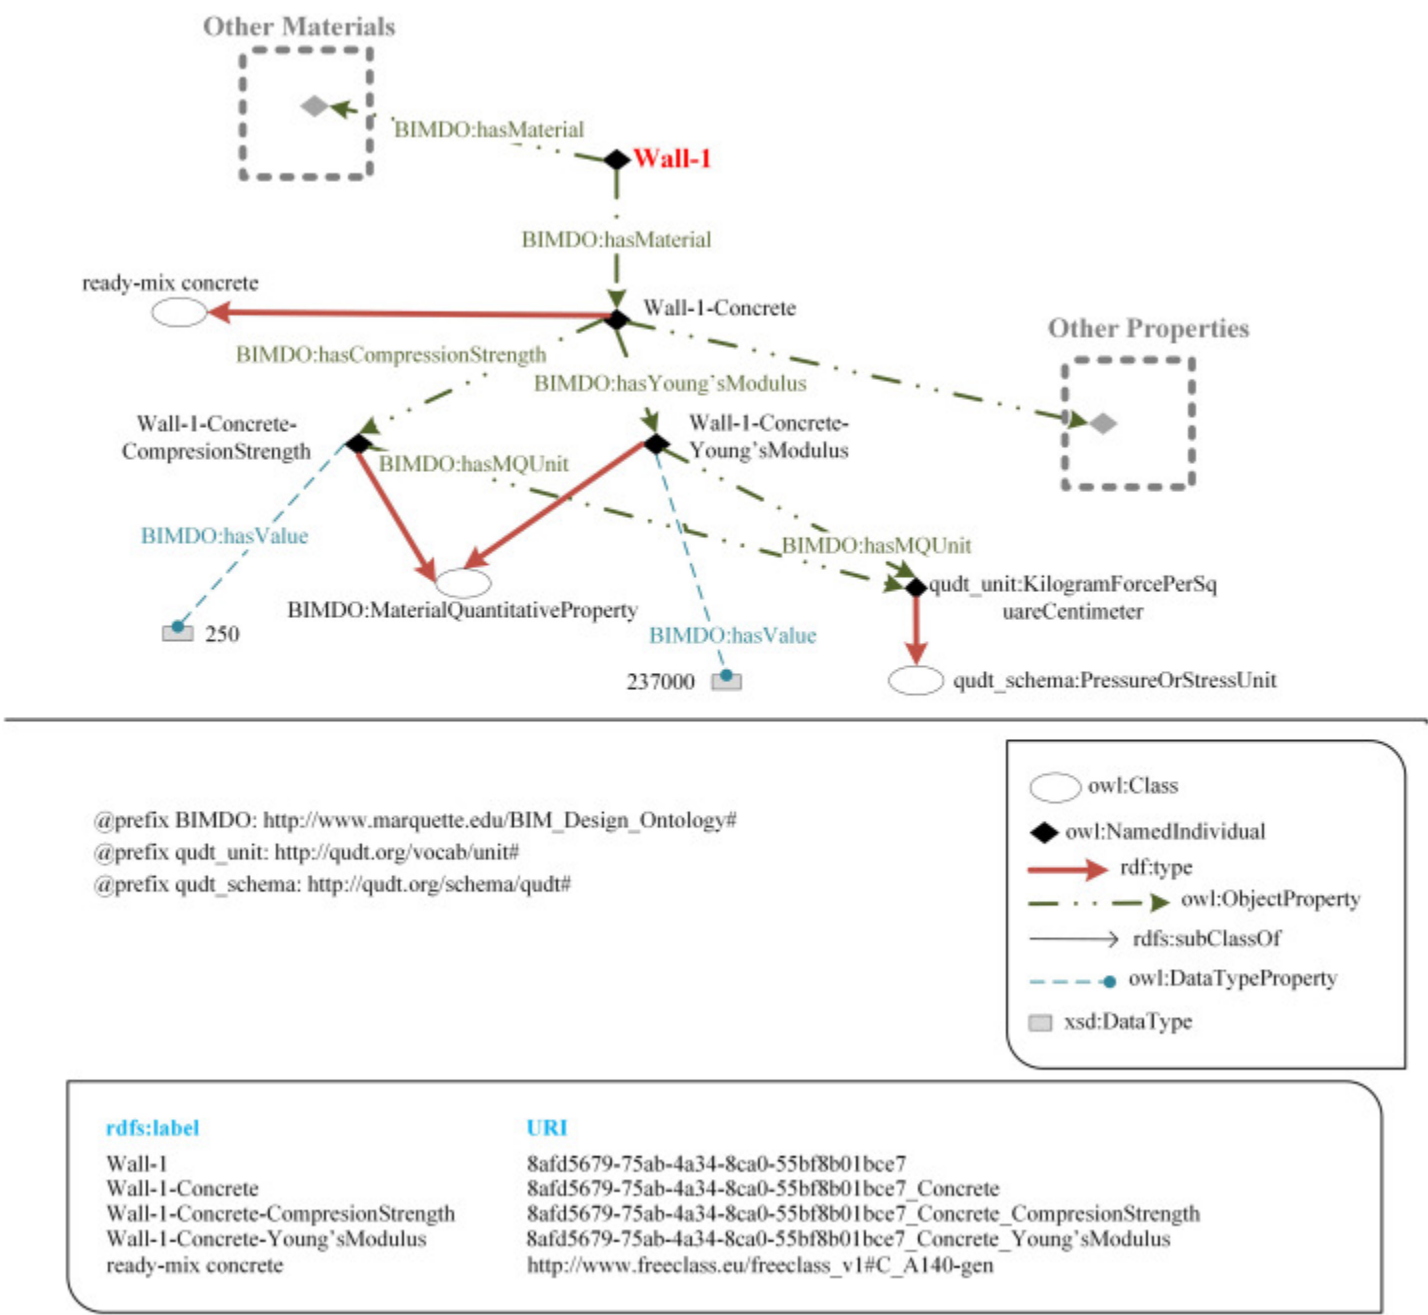 Other Materials
BIMDO:hasMaterial
Wall-1
BIMDO:hasMaterial
ready-mix concrete
Wall-1-Concrete
Other Properties
BIMDO:hasCompressionStrength
BIMDO:hasYoung'sModulus
Wall-1-Concrete-
CompresionStrength
Wall-1-Concrete-
Young'sModulus
BIMDO:hasMQUnit
BIMDO:hasValue
BIMDO:hasMQUnit
qudt_unit:KilogramForcePerSq
uareCentimeter
BIMDO:MaterialQuantitativeProperty
250
BIMDO:hasValue
237000
qudt_schema:PressureOrStressUnit
@prefix BIMDO: http://www.marquette.edu/BIM_Design_Ontology#
@prefix qudt_unit: http://qudt.org/vocab/unit#
@prefix qudt_schema: http://qudt.org/schema/qudt#
owl:Class
owl:NamedIndividual
rdf:type
owl:ObjectProperty
rdfs:subClassOf
owl:DataTypeProperty
xsd:DataType
rdfs:label URI
Wall-1 8afd5679-75ab-4a34-8ca0-55bf8b01bce7
Wall-1-Concrete 8afd5679-75ab-4a34-8ca0-55bf8b01bce7_Concrete
Wall-1-Concrete-CompresionStrength 8afd5679-75ab-4a34-8ca0-55bf8b01bce7_Concrete_CompresionStrength
Wall-1-Concrete-Young'sModulus 8afd5679-75ab-4a34-8ca0-55bf8b01bce7_Concrete_Young'sModulus
ready-mix concrete http://www.freeclass.eu/freeclass_v1#C_A140-gen